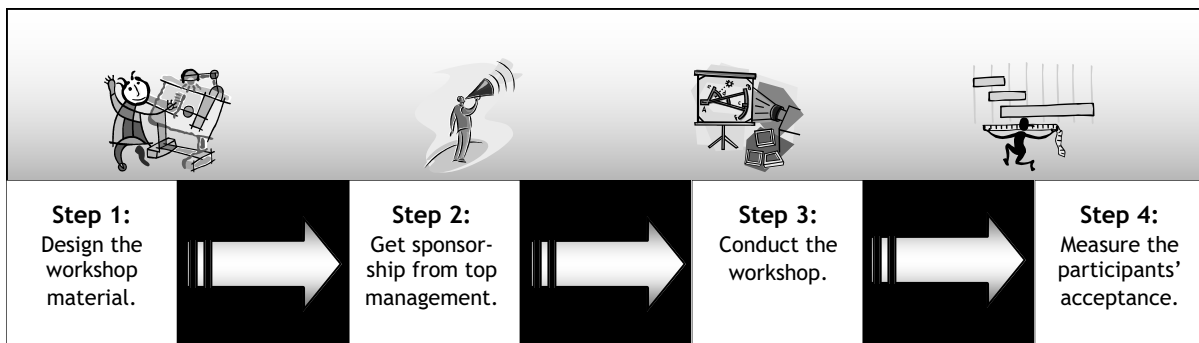 Step 1:
Design the
workshop
material.
Step 2:
Get sponsor-
ship from top
management.
Step 3:
Conduct the
workshop.
Step 4:
Measure the
participants’
acceptance.